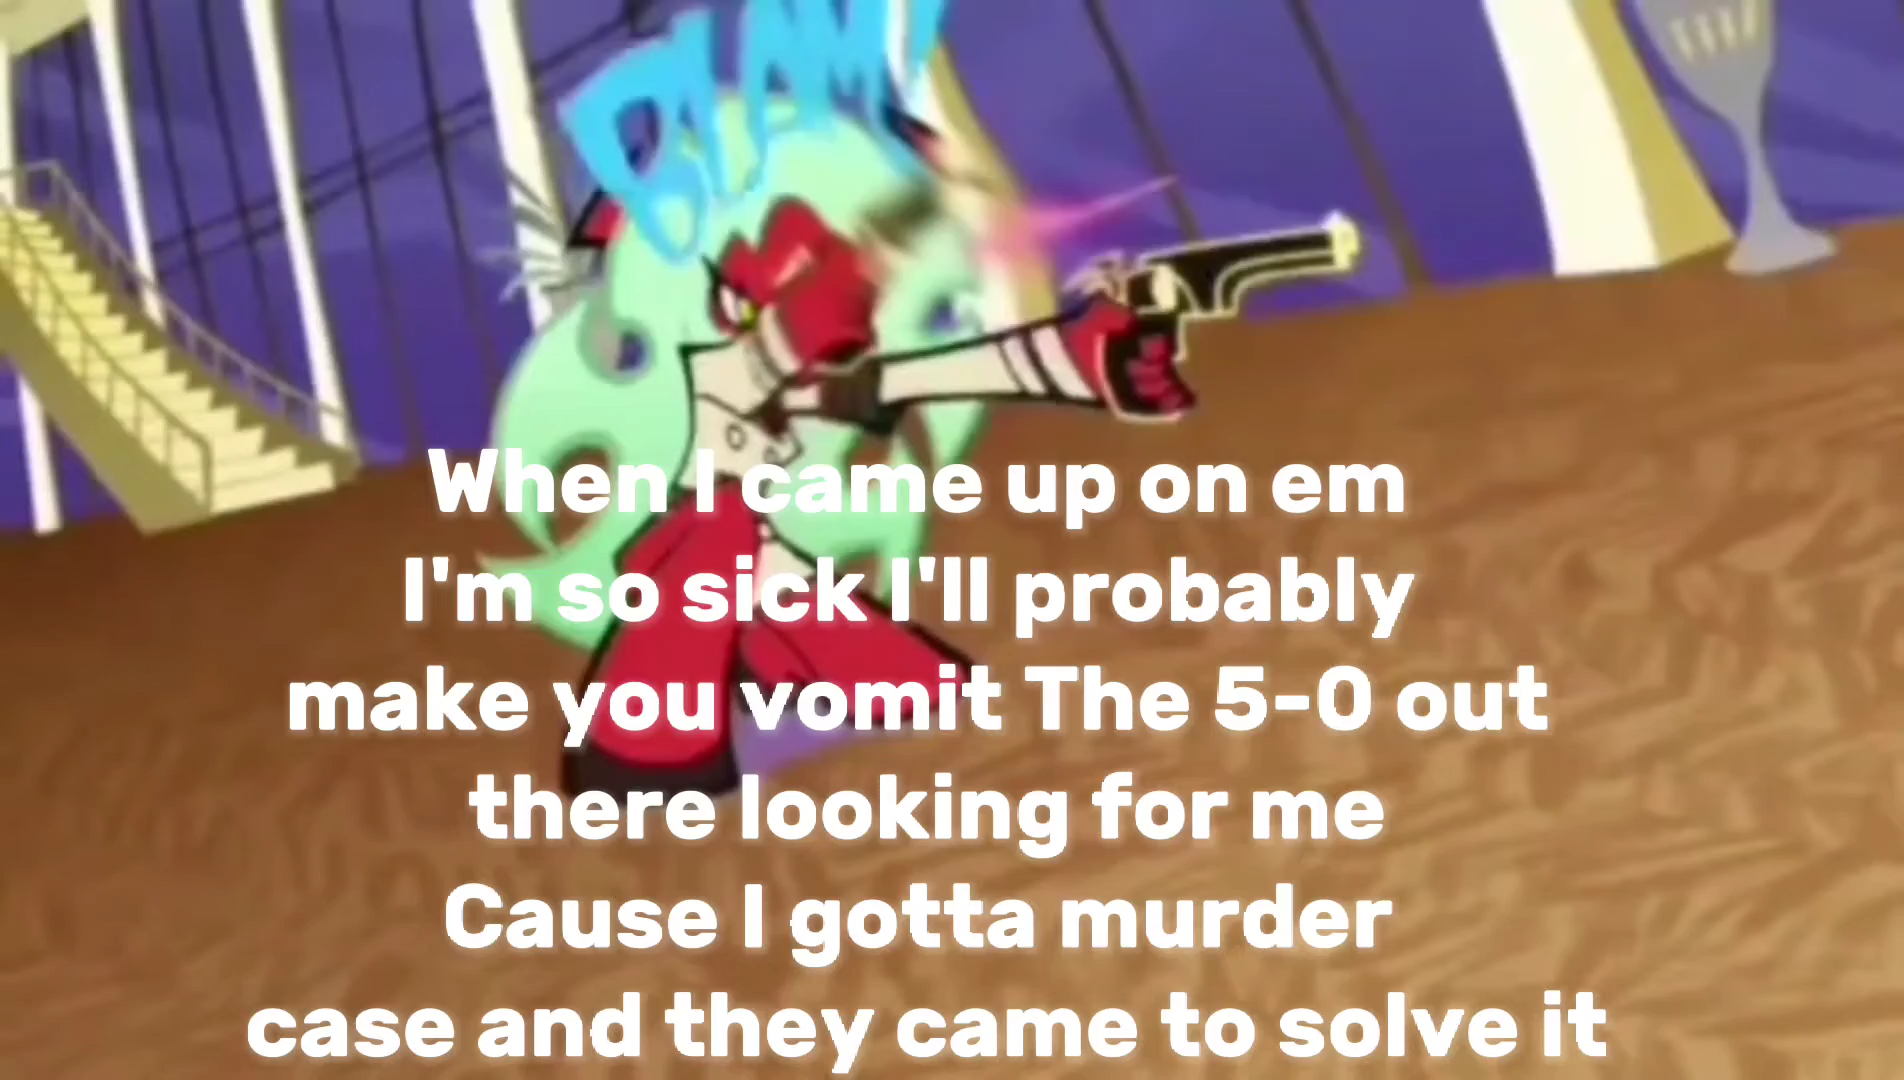 BLAM!
When I came up on em
I'm so sick I'll probably
make you vomit The 5-0 out
there looking for me
Cause I gotta murder
case and they came to solve it